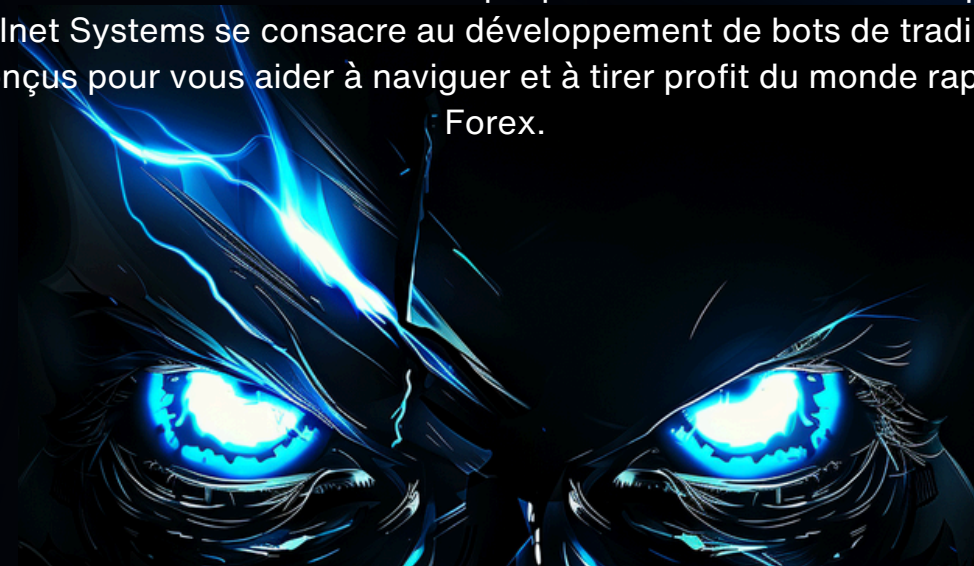 lnet Systems se consacre au développement de bots de tradi
nçus pour vous aider à naviguer et à tirer profit du monde rap
Forex.